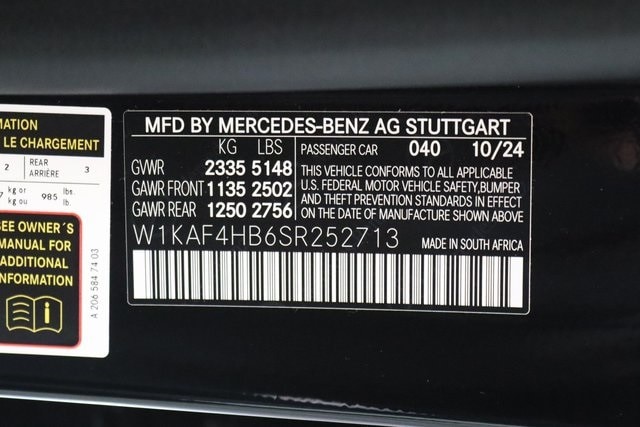 MATION
LE CHARGEMENT
2 REAR ARRIÈRE 3
7 kg or kg ou 985 lbs lb.
SEE OWNER'S
MANUAL FOR
ADDITIONAL
INFORMATION
A 206 584 74 03
MFD BY MERCEDES-BENZ AG STUTTGART
KG LBS PASSENGER CAR 040 10/24
GVWR 2335 5148
GAWR FRONT 1135 2502
GAWR REAR 1250 2756
THIS VEHICLE CONFORMS TO ALL APPLICABLE
U.S. FEDERAL MOTOR VEHICLE SAFETY, BUMPER
AND THEFT PREVENTION STANDARDS IN EFFECT
ON THE DATE OF MANUFACTURE SHOWN ABOVE
W1KAF4HB6SR252713 MADE IN SOUTH AFRICA